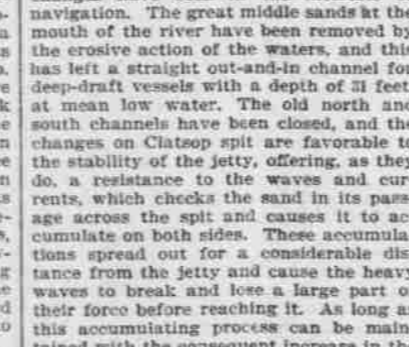 navigation. The great middle sands at the
mouth of the river have been removed by
the erosive action of the waters, and this
has left a straight out-and-in channel for
deep-draft vessels with a depth of 31 feet
at mean low water. The old north and
south channels have been closed, and the
changes on Clatsop spit are favorable to
the stability of the jetty, offering, as they
do, a resistance to the waves and cur-
rents, which checks the sand in its pass-
age across the spit and causes it to ac-
cumulate on both sides. These accumula-
tions spread out for a considerable dis-
tance from the jetty and cause the heavy
waves to break and lose a large part of
their force before reaching it. As long as
this accumulating process can be main-
tained with the consequent increase in the